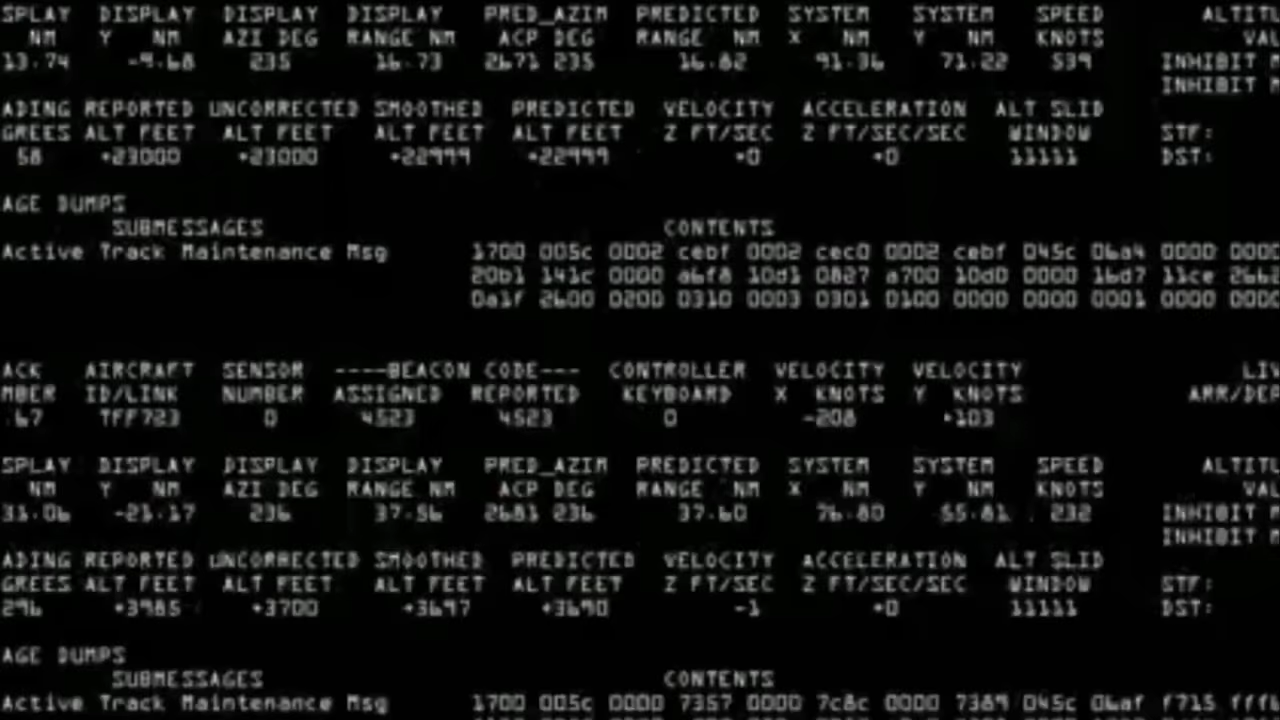 SPLAY DISPLAY DISPLAY DISPLAY PRED_AZIM PREDICTED SYSTEM SYSTEM SPEED ALTITU
NM Y NM AZI DEG RANGE NM ACP DEG RANGE NM X NM Y NM KNOTS VAL
13.74 -9.68 235 16.73 2671 235 16.82 91.36 71.22 539 INHIBIT M
INHIBIT M
ADING REPORTED UNCORRECTED SMOOTHED PREDICTED VELOCITY ACCELERATION ALT SLID
GREES ALT FEET ALT FEET ALT FEET ALT FEET Z FT/SEC Z FT/SEC/SEC WINDOW STF:
58 +23000 +23000 +22999 +22999 +0 +0 11111 DST:
AGE DUMPS
SUBMESSAGES CONTENTS
Active Track Maintenance Msg 1700 005c 0002 cebf 0002 cec0 0002 cebf 045c 06a4 0000 0000
20b1 141c 0000 a6f8 10d1 0827 a700 10d0 0000 16d7 11ce 2663
0a1f 2600 0200 0310 0003 0301 0100 0000 0000 0001 0000 0000
ACK AIRCRAFT SENSOR ----BEACON CODE--- CONTROLLER VELOCITY VELOCITY LIV
MBER ID/LINK NUMBER ASSIGNED REPORTED KEYBOARD X KNOTS Y KNOTS ARR/DEP
67 TFF723 0 4523 4523 0 -208 +103
SPLAY DISPLAY DISPLAY DISPLAY PRED_AZIM PREDICTED SYSTEM SYSTEM SPEED ALTITU
NM Y NM AZI DEG RANGE NM ACP DEG RANGE NM X NM Y NM KNOTS VAL
31.06 -21.17 236 37.56 2681 236 37.60 76.80 55.81 232 INHIBIT M
INHIBIT M
ADING REPORTED UNCORRECTED SMOOTHED PREDICTED VELOCITY ACCELERATION ALT SLID
GREES ALT FEET ALT FEET ALT FEET ALT FEET Z FT/SEC Z FT/SEC/SEC WINDOW STF:
296 +3985 +3700 +3697 +3690 -1 +0 11111 DST:
AGE DUMPS
SUBMESSAGES CONTENTS
Active Track Maintenance Msg 1700 005c 0000 7357 0000 7c8c 0000 7389 045c 06af f715